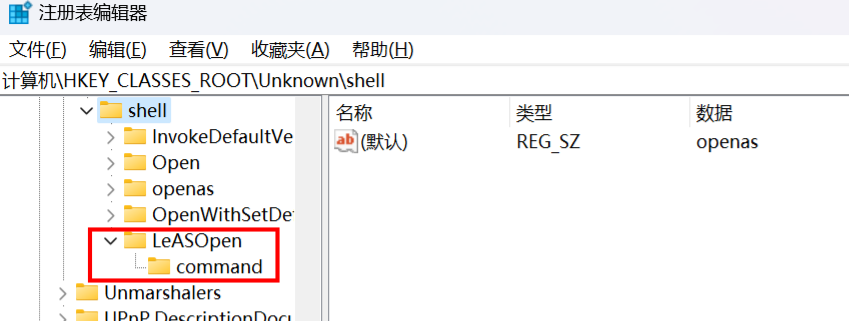 注册表编辑器
文件(F) 编辑(E) 查看(V) 收藏夹(A) 帮助(H)
计算机\HKEY_CLASSES_ROOT\Unknown\shell
shell
InvokeDefaultVe
Open
openas
OpenWithSetDe
LeASOpen
command
Unmarshalers
UPnP.DescriptionDocu
名称 类型 数据
ab (默认) REG_SZ openas